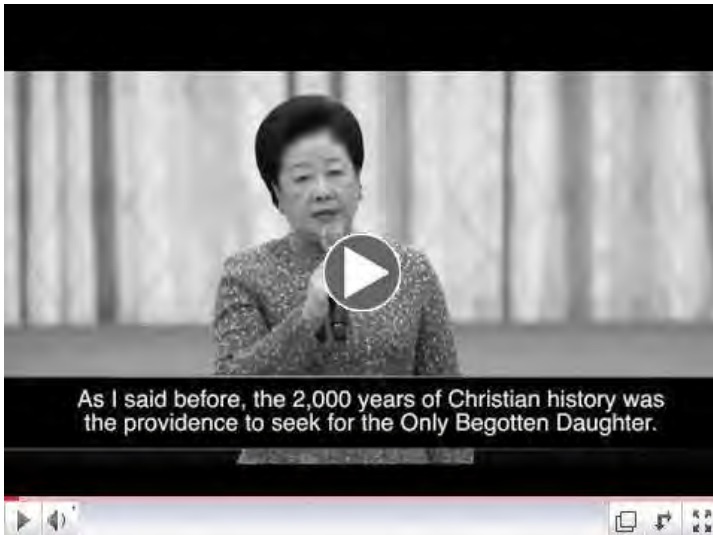 As I said before, the 2,000 years of Christian history was
the providence to seek for the Only Begotten Daughter.